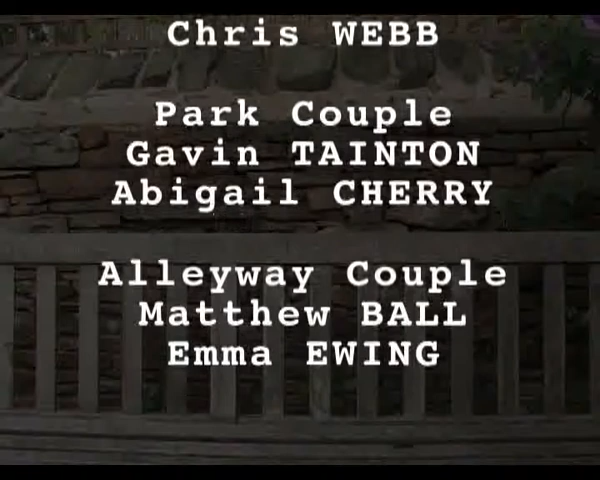 Chris WEBB
Park Couple
Gavin TAINTON
Abigail CHERRY
Alleyway Couple
Matthew BALL
Emma EWING